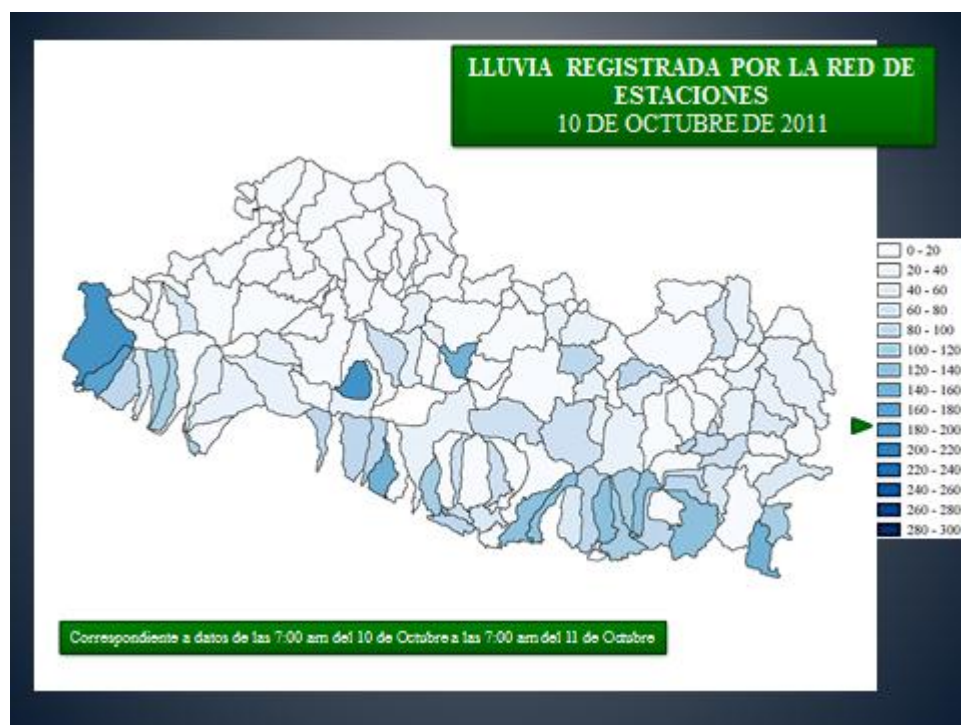 LLUVIA REGISTRADA POR LA RED DE
ESTACIONES
10 DE OCTUBRE DE 2011
0 - 20
20 - 40
40 - 60
60 - 80
80 - 100
100 - 120
120 - 140
140 - 160
160 - 180
180 - 200
200 - 220
220 - 240
240 - 260
260 - 280
280 - 300
Correspondiente a datos de las 7:00 am del 10 de Octubre a las 7:00 am del 11 de Octubre